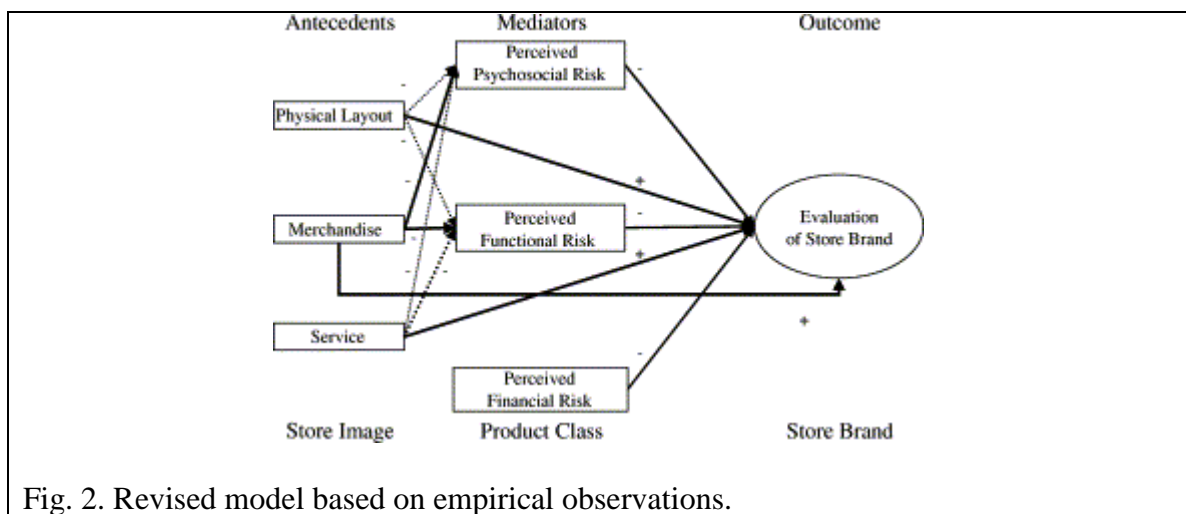 Antecedents Mediators Outcome
Perceived
Psychosocial Risk
-
-
Physical Layout
-
-
+
Perceived
Functional Risk
-
Merchandise
-
+
Evaluation
of Store Brand
- -
Service
+
-
Perceived
Financial Risk
Store Image Product Class Store Brand
Fig. 2. Revised model based on empirical observations.